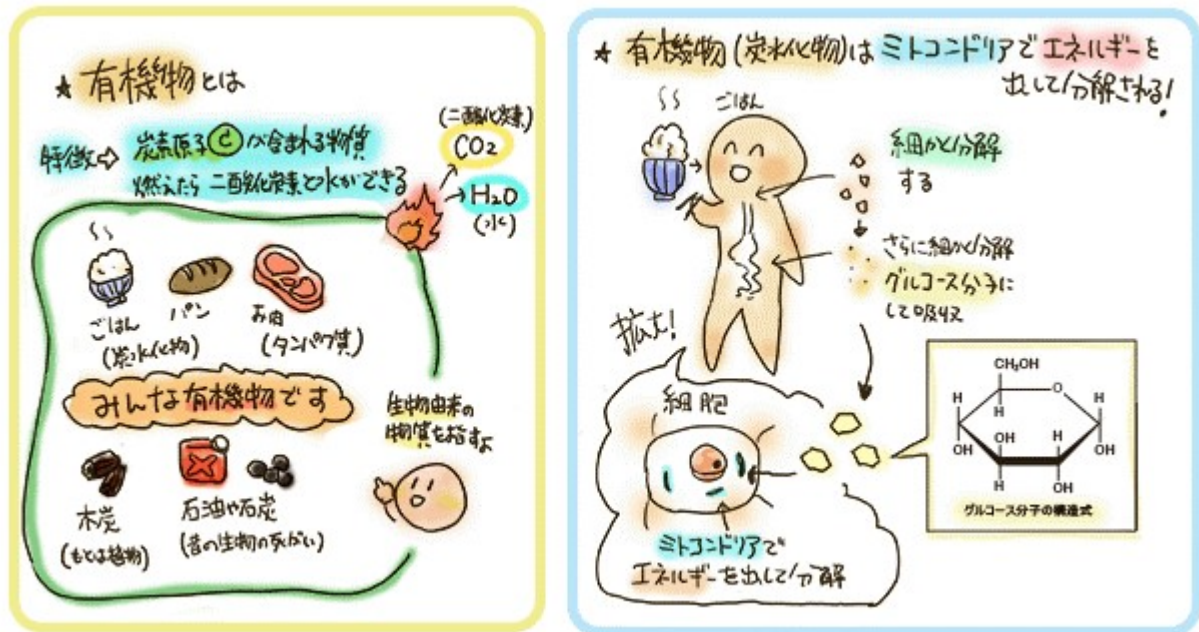 ★ 有機物とは
特徴⇨ 炭素原子Ⓒが含まれる物質
燃えたら 二酸化炭素と水ができる
(二酸化炭素)
CO2
H2O
(水)
ごはん
(炭水化物)
パン
お肉
(タンパク質)
みんな有機物です
木炭
(もとは植物)
石油や石炭
(昔の生物の死がい)
生物由来の
物質を指すよ
★ 有機物(炭水化物)はミトコンドリアでエネルギーを
出して分解される!
ごはん
細かく分解
する
さらに細かく分解
グルコース分子に
して吸収
拡大!
細胞
ミトコンドリアで
エネルギーを出して分解
CH2OH
H
O
H
H
OH
H
OH
OH
H
OH
グルコース分子の構造式